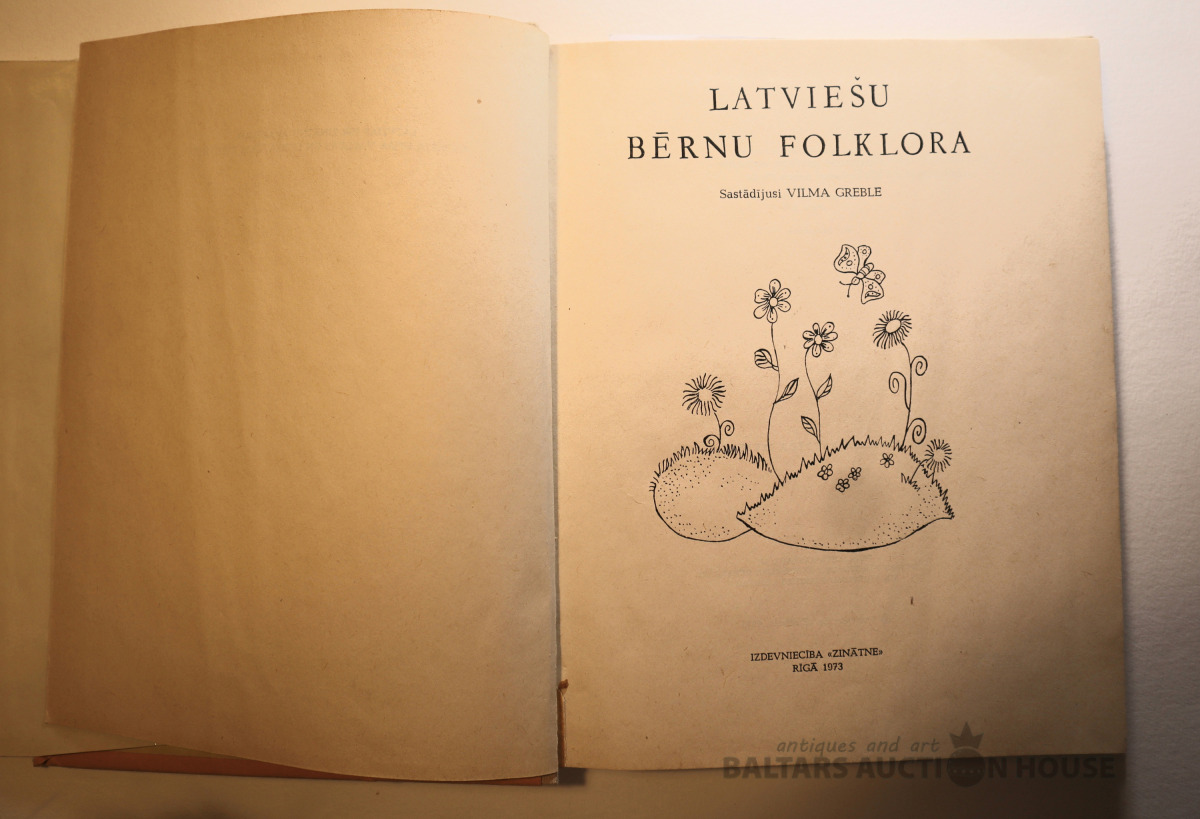 LATVIEŠU
BĒRNU FOLKLORA
Sastādījusi VILMA GREBLE
IZDEVNIECĪBA «ZINĀTNE»
RĪGĀ 1973
antiques and art
BALTARS AUCTION HOUSE